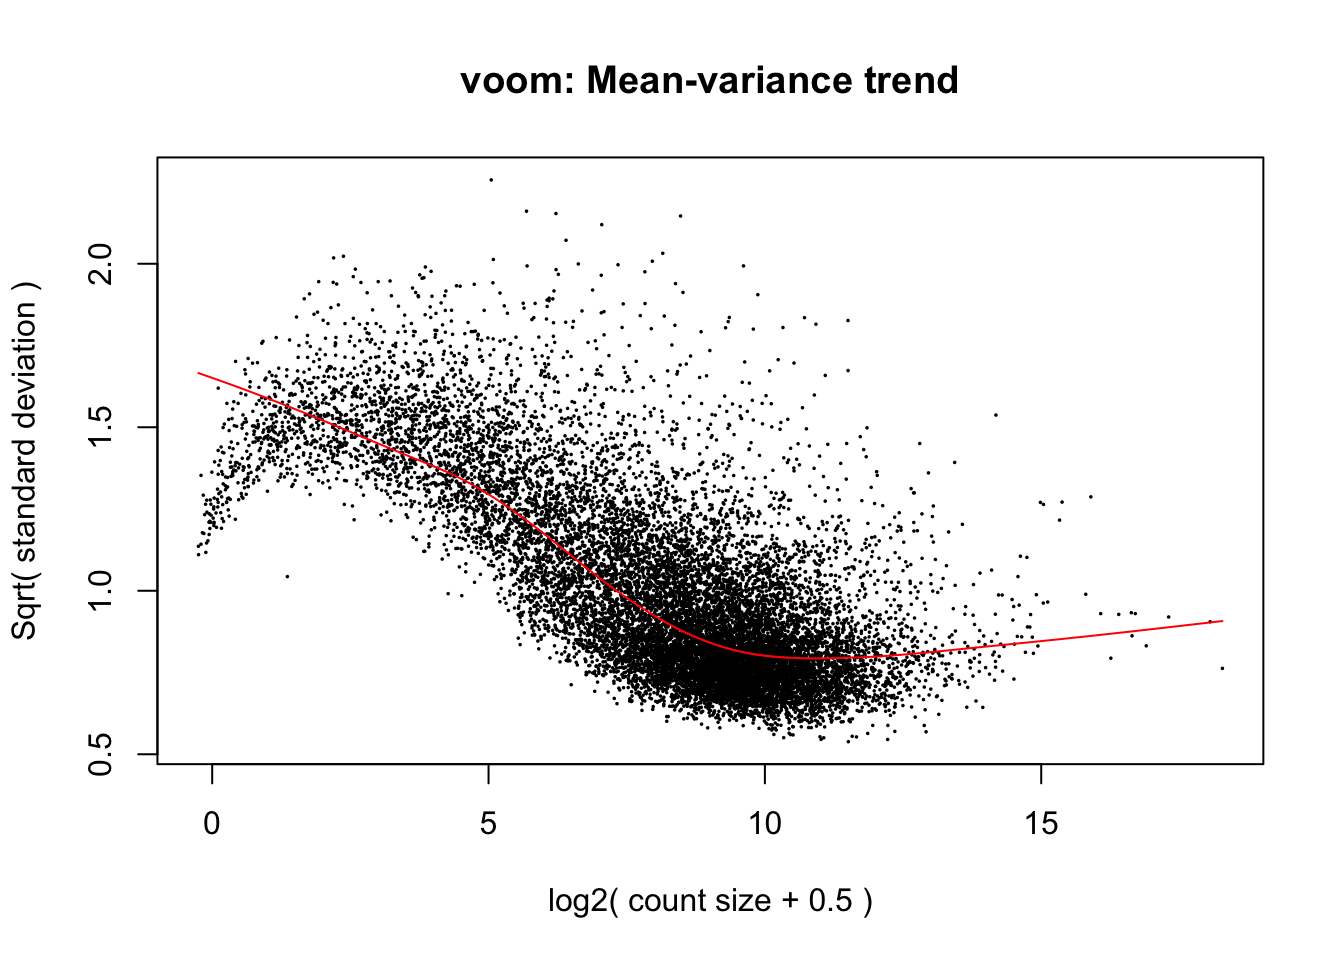 voom: Mean-variance trend
Sqrt( standard deviation )
2.0
1.5
1.0
0.5
0 5 10 15
log2( count size + 0.5 )